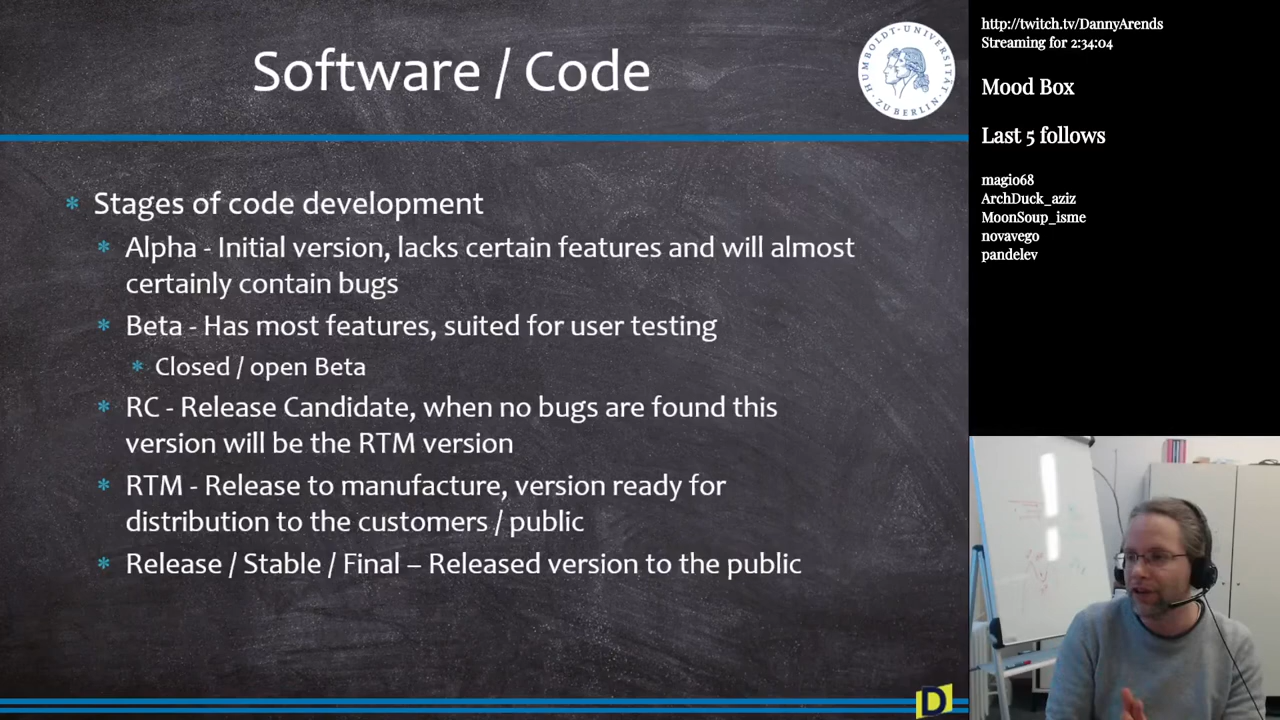 Software / Code
HUMBOLDT-UNIVERSITÄT ZU BERLIN
* Stages of code development
* Alpha - Initial version, lacks certain features and will almost
certainly contain bugs
* Beta - Has most features, suited for user testing
* Closed / open Beta
* RC - Release Candidate, when no bugs are found this
version will be the RTM version
* RTM - Release to manufacture, version ready for
distribution to the customers / public
* Release / Stable / Final – Released version to the public
D
http://twitch.tv/DannyArends
Streaming for 2:34:04
Mood Box
Last 5 follows
magio68
ArchDuck_aziz
MoonSoup_isme
novavego
pandelev